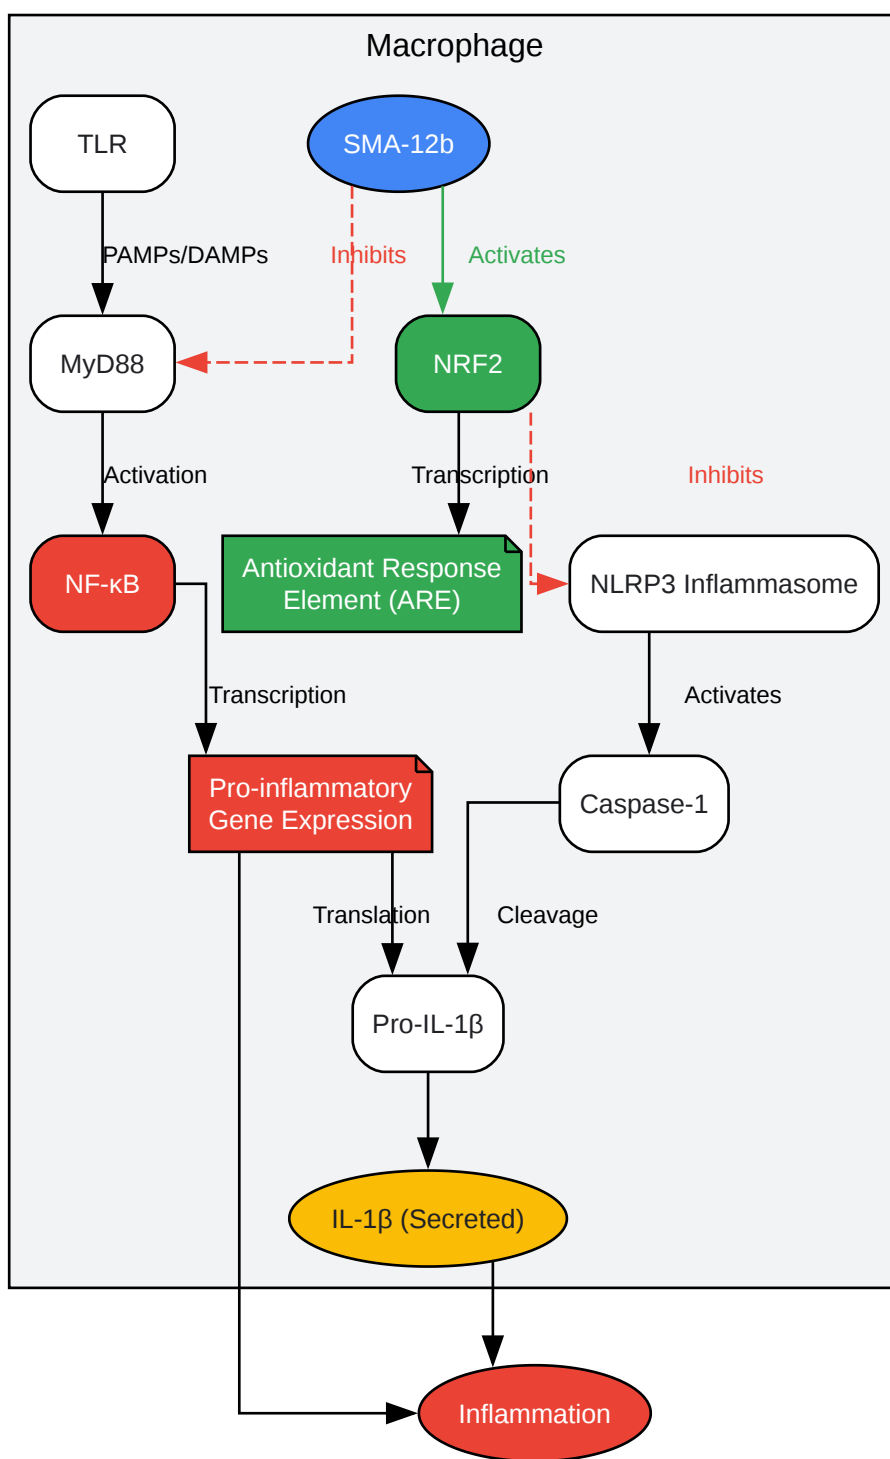 Macrophage
TLR
SMA-12b
PAMPs/DAMPs
Inhibits
Activates
MyD88
NRF2
Activation
Transcription
Inhibits
NF-κB
Antioxidant Response
Element (ARE)
NLRP3 Inflammasome
Transcription
Activates
Pro-inflammatory
Gene Expression
Caspase-1
Translation
Cleavage
Pro-IL-1β
IL-1β (Secreted)
Inflammation